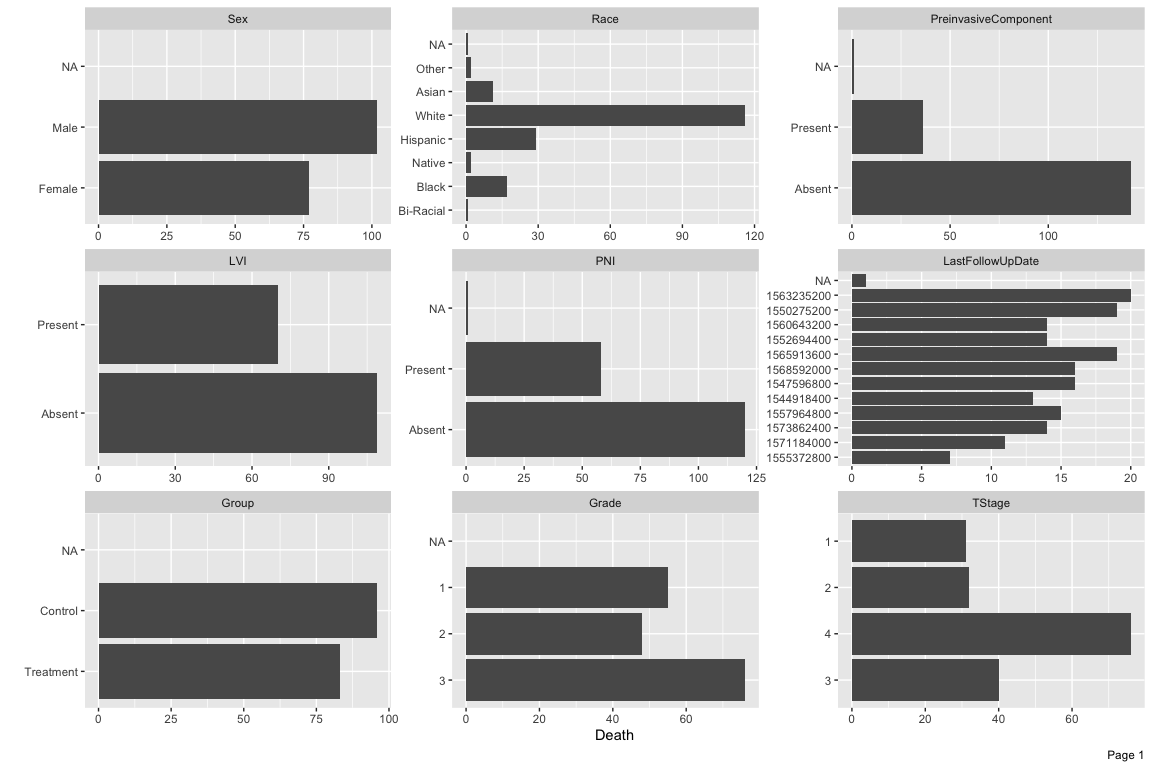 Sex
NA
Male
Female
0 25 50 75 100
Race
NA
Other
Asian
White
Hispanic
Native
Black
Bi-Racial
0 30 60 90 120
PreinvasiveComponent
NA
Present
Absent
0 50 100
LVI
Present
Absent
0 30 60 90
PNI
NA
Present
Absent
0 25 50 75 100 125
LastFollowUpDate
NA
1563235200
1550275200
1560643200
1552694400
1565913600
1568592000
1547596800
1544918400
1557964800
1573862400
1571184000
1555372800
0 5 10 15 20
Group
NA
Control
Treatment
0 25 50 75 100
Grade
NA
1
2
3
0 20 40 60
TStage
1
2
4
3
0 20 40 60
Death
Page 1